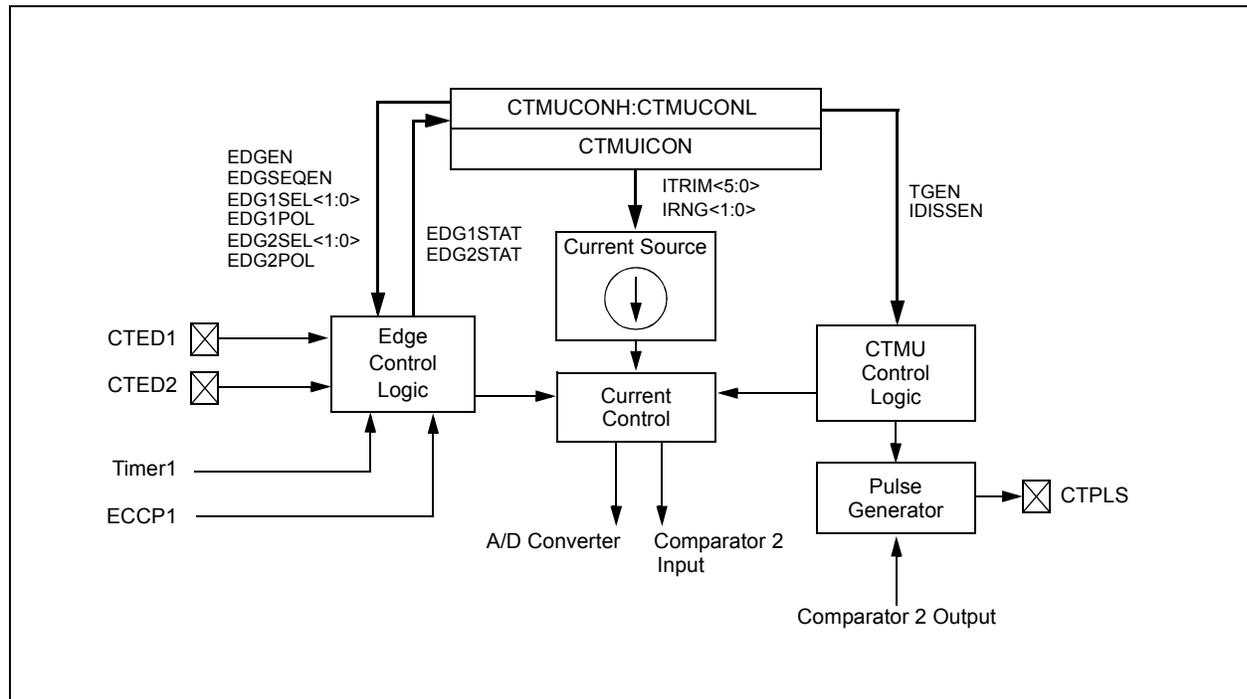 CTMUCONH:CTMUCONL
CTMUICON
EDGEN
EDGSEQEN
EDG1SEL<1:0>
EDG1POL
EDG2SEL<1:0>
EDG2POL
EDG1STAT
EDG2STAT
ITRIM<5:0>
IRNG<1:0>
TGEN
IDISSEN
Current Source
CTED1
CTED2
Edge
Control
Logic
Current
Control
CTMU
Control
Logic
Timer1
ECCP1
Pulse
Generator
CTPLS
A/D Converter
Comparator 2
Input
Comparator 2 Output